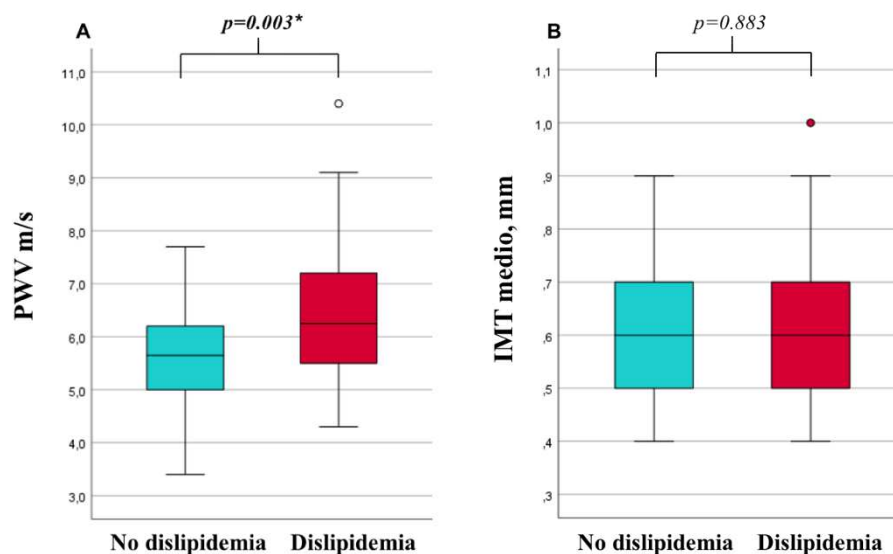 A
p=0.003*
PWV m/s
11,0
10,0
9,0
8,0
7,0
6,0
5,0
4,0
3,0
No dislipidemia
Dislipidemia
B
p=0.883
IMT medio, mm
1,1
1,0
,9
,8
,7
,6
,5
,4
,3
No dislipidemia
Dislipidemia